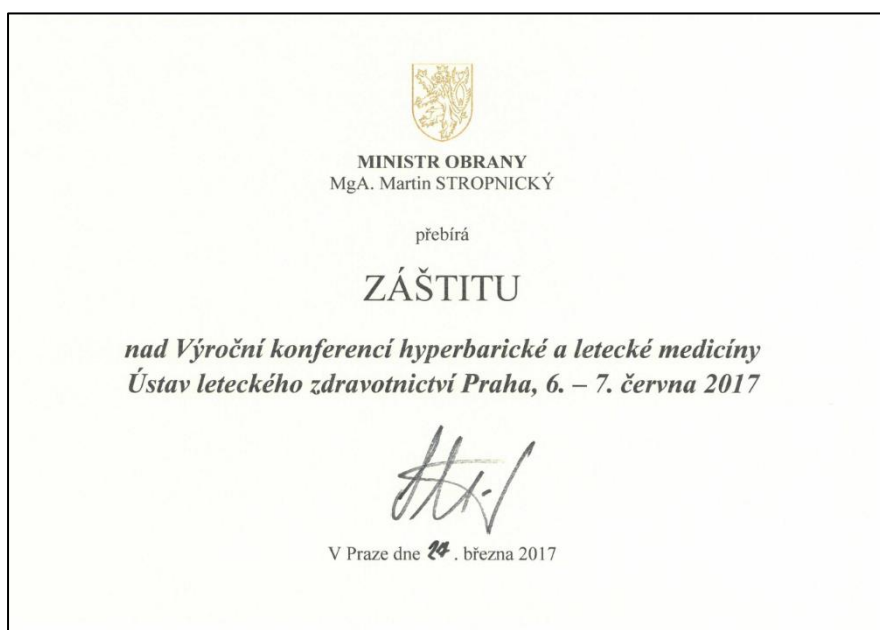 MINISTR OBRANY
MgA. Martin STROPNICKÝ
přebírá
ZÁŠTITU
nad Výroční konferencí hyperbarické a letecké medicíny
Ústav leteckého zdravotnictví Praha, 6. – 7. června 2017
V Praze dne . března 2017